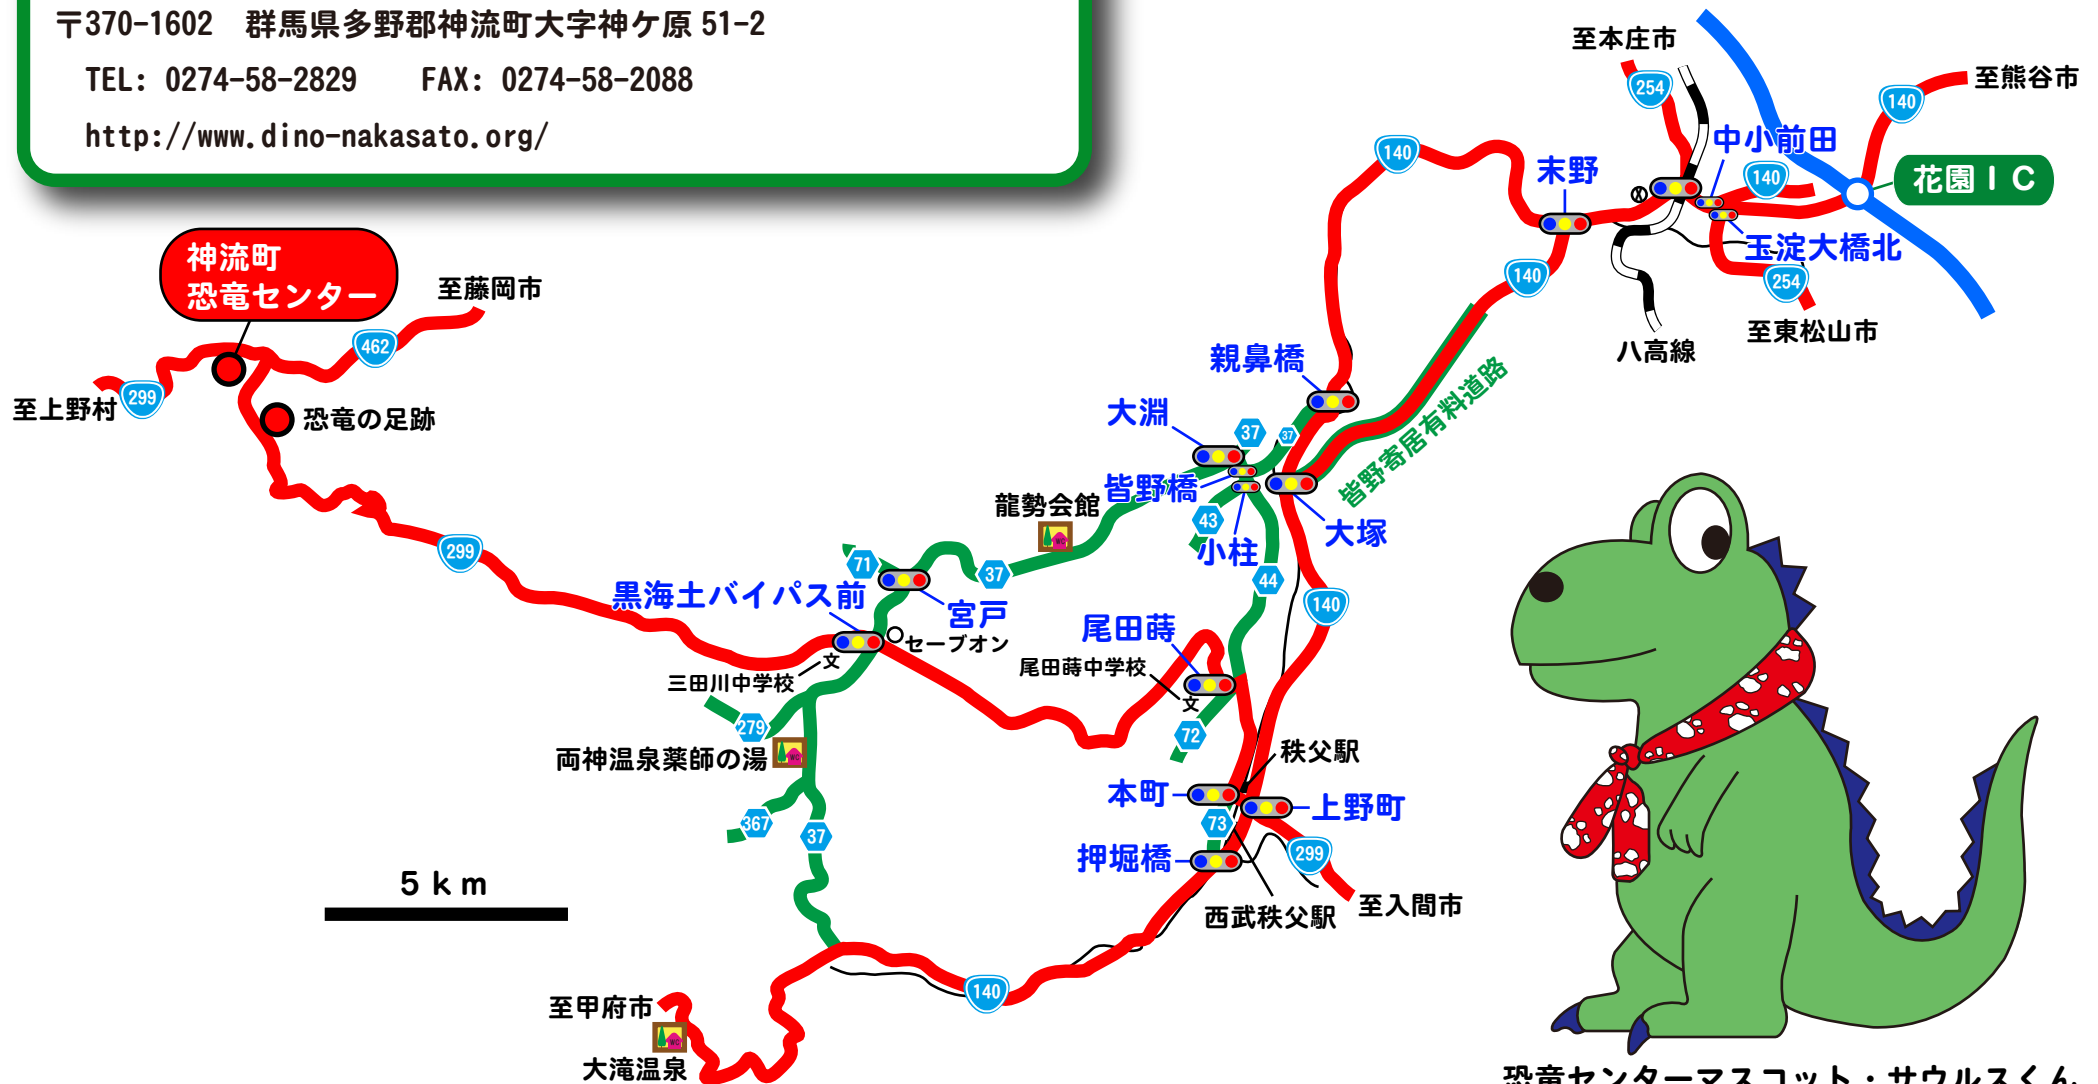 〒370-1602　群馬県多野郡神流町大字神ケ原 51-2
TEL: 0274-58-2829　　FAX: 0274-58-2088
http://www.dino-nakasato.org/
至本庄市
254
至熊谷市
140
中小前田
140
花園ＩＣ
末野
140
玉淀大橋北
254
至東松山市
八高線
140
神流町
恐竜センター
至藤岡市
462
至上野村
299
恐竜の足跡
親鼻橋
皆野寄居有料道路
大淵
37
37
皆野橋
龍勢会館
43
小柱
大塚
299
71
37
44
140
黒海土バイパス前
宮戸
セーブオン
尾田蒔
尾田蒔中学校
文
三田川中学校
文
279
72
両神温泉薬師の湯
秩父駅
本町
上野町
367
37
73
押堀橋
299
5ｋｍ
西武秩父駅
至入間市
140
至甲府市
大滝温泉
恐竜センターマスコット・サウルスくん